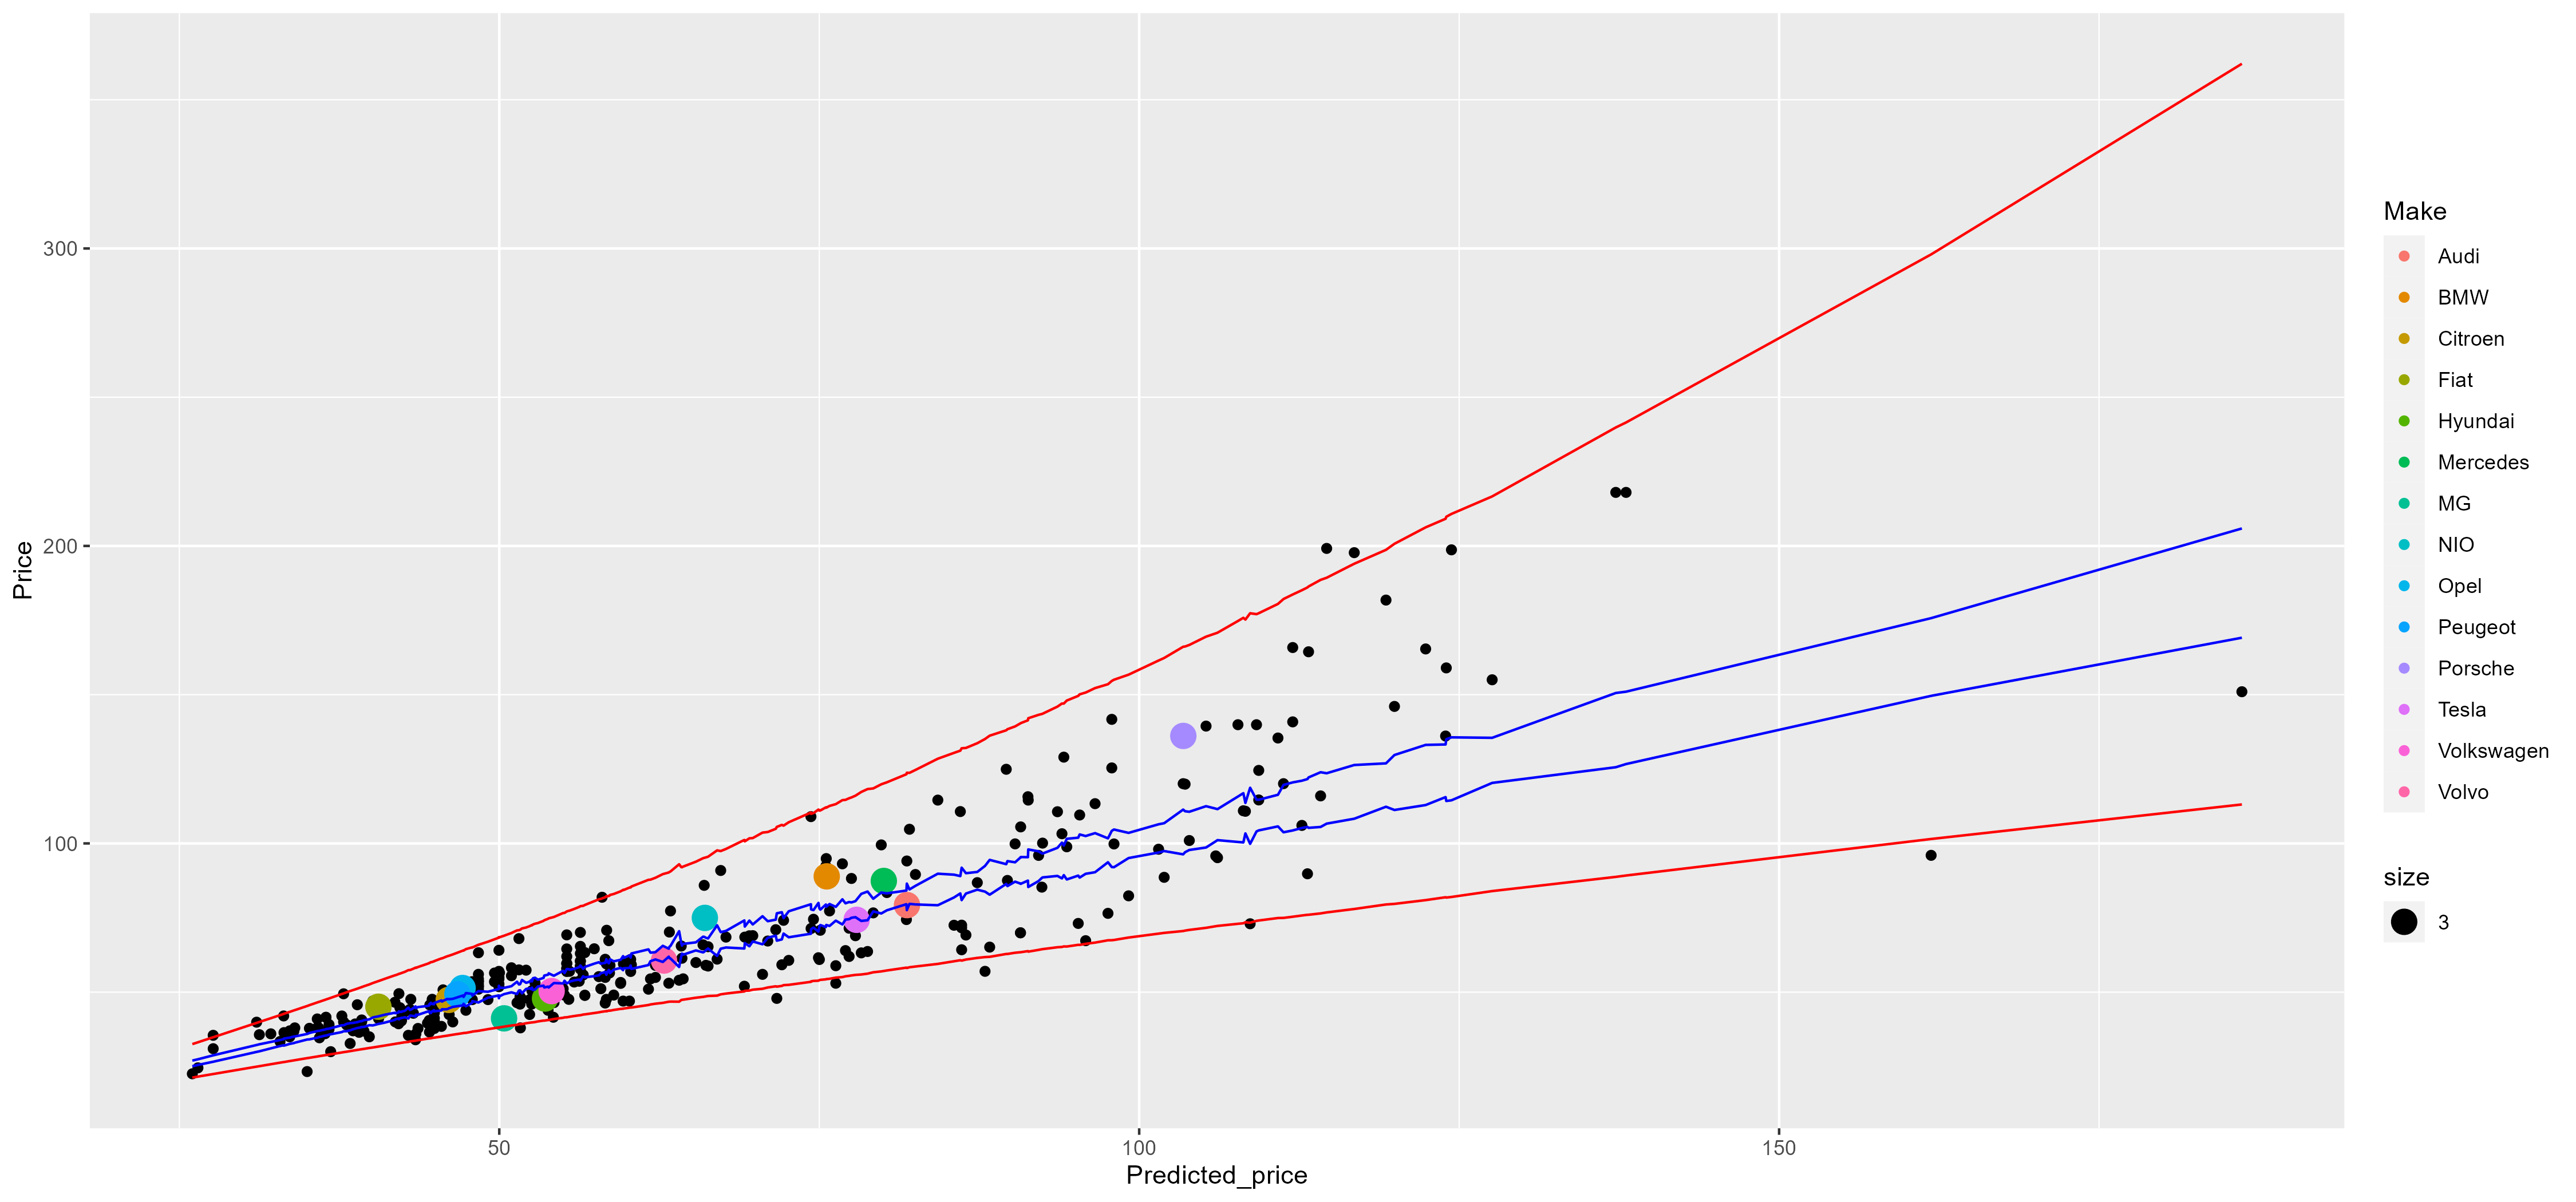 Price
300
200
100
50
100
150
Predicted_price
Make
Audi
BMW
Citroen
Fiat
Hyundai
Mercedes
MG
NIO
Opel
Peugeot
Porsche
Tesla
Volkswagen
Volvo
size
3